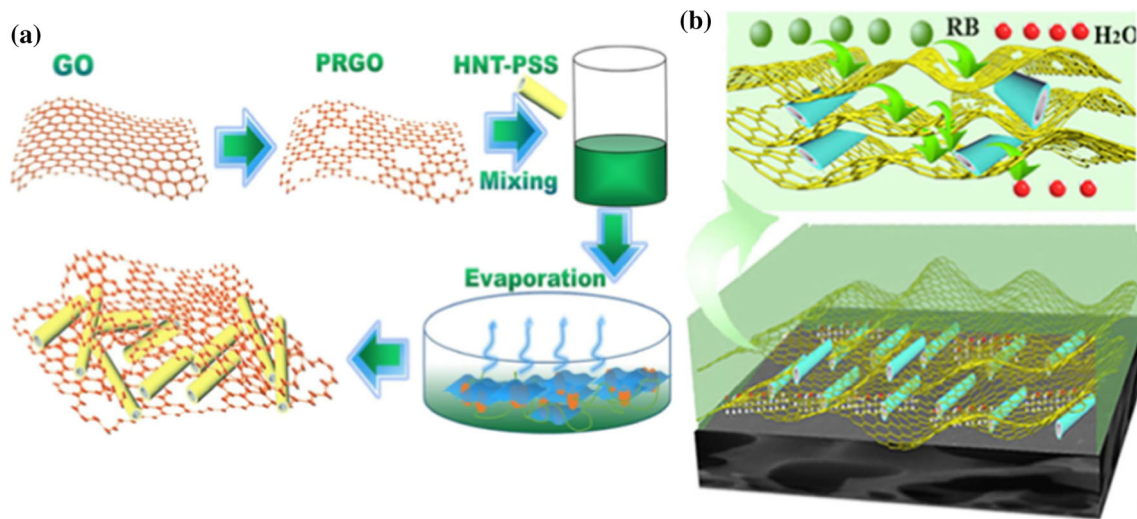 (a)
GO
PRGO
HNT-PSS
Mixing
Evaporation
(b)
RB
H₂O